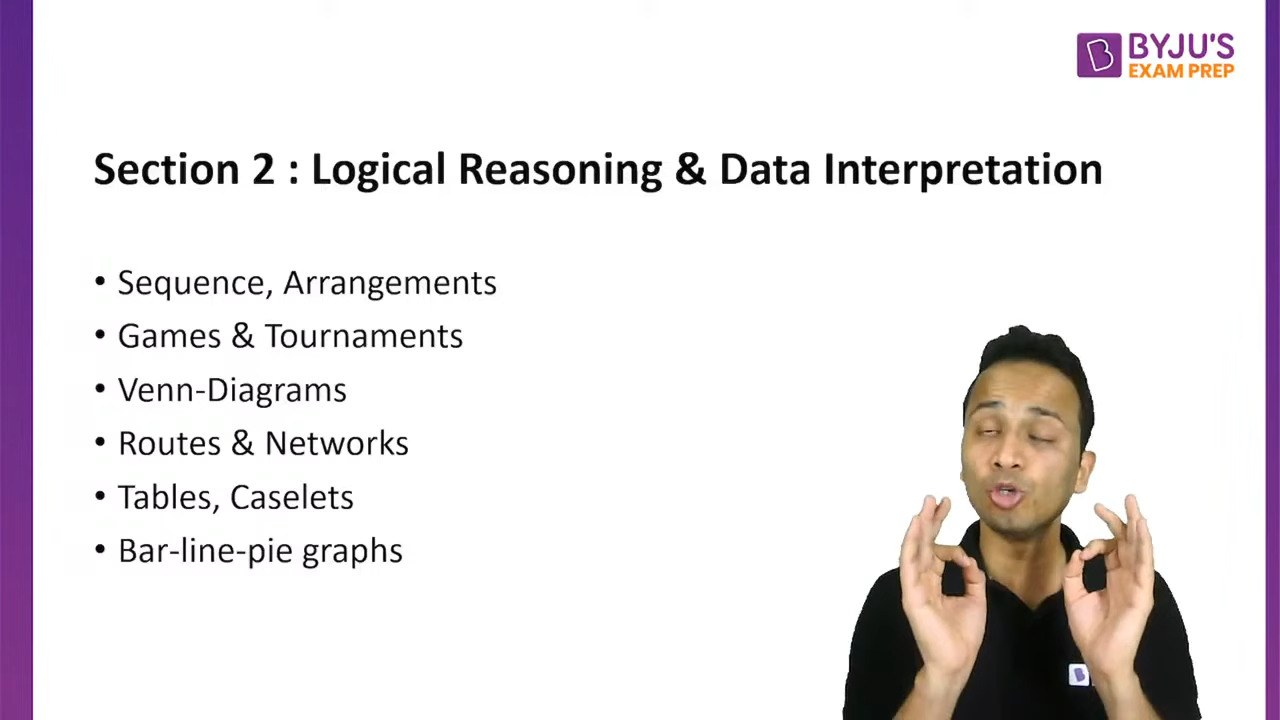 BYJU'S
EXAM PREP
Section 2 : Logical Reasoning & Data Interpretation
• Sequence, Arrangements
• Games & Tournaments
• Venn-Diagrams
• Routes & Networks
• Tables, Caselets
• Bar-line-pie graphs